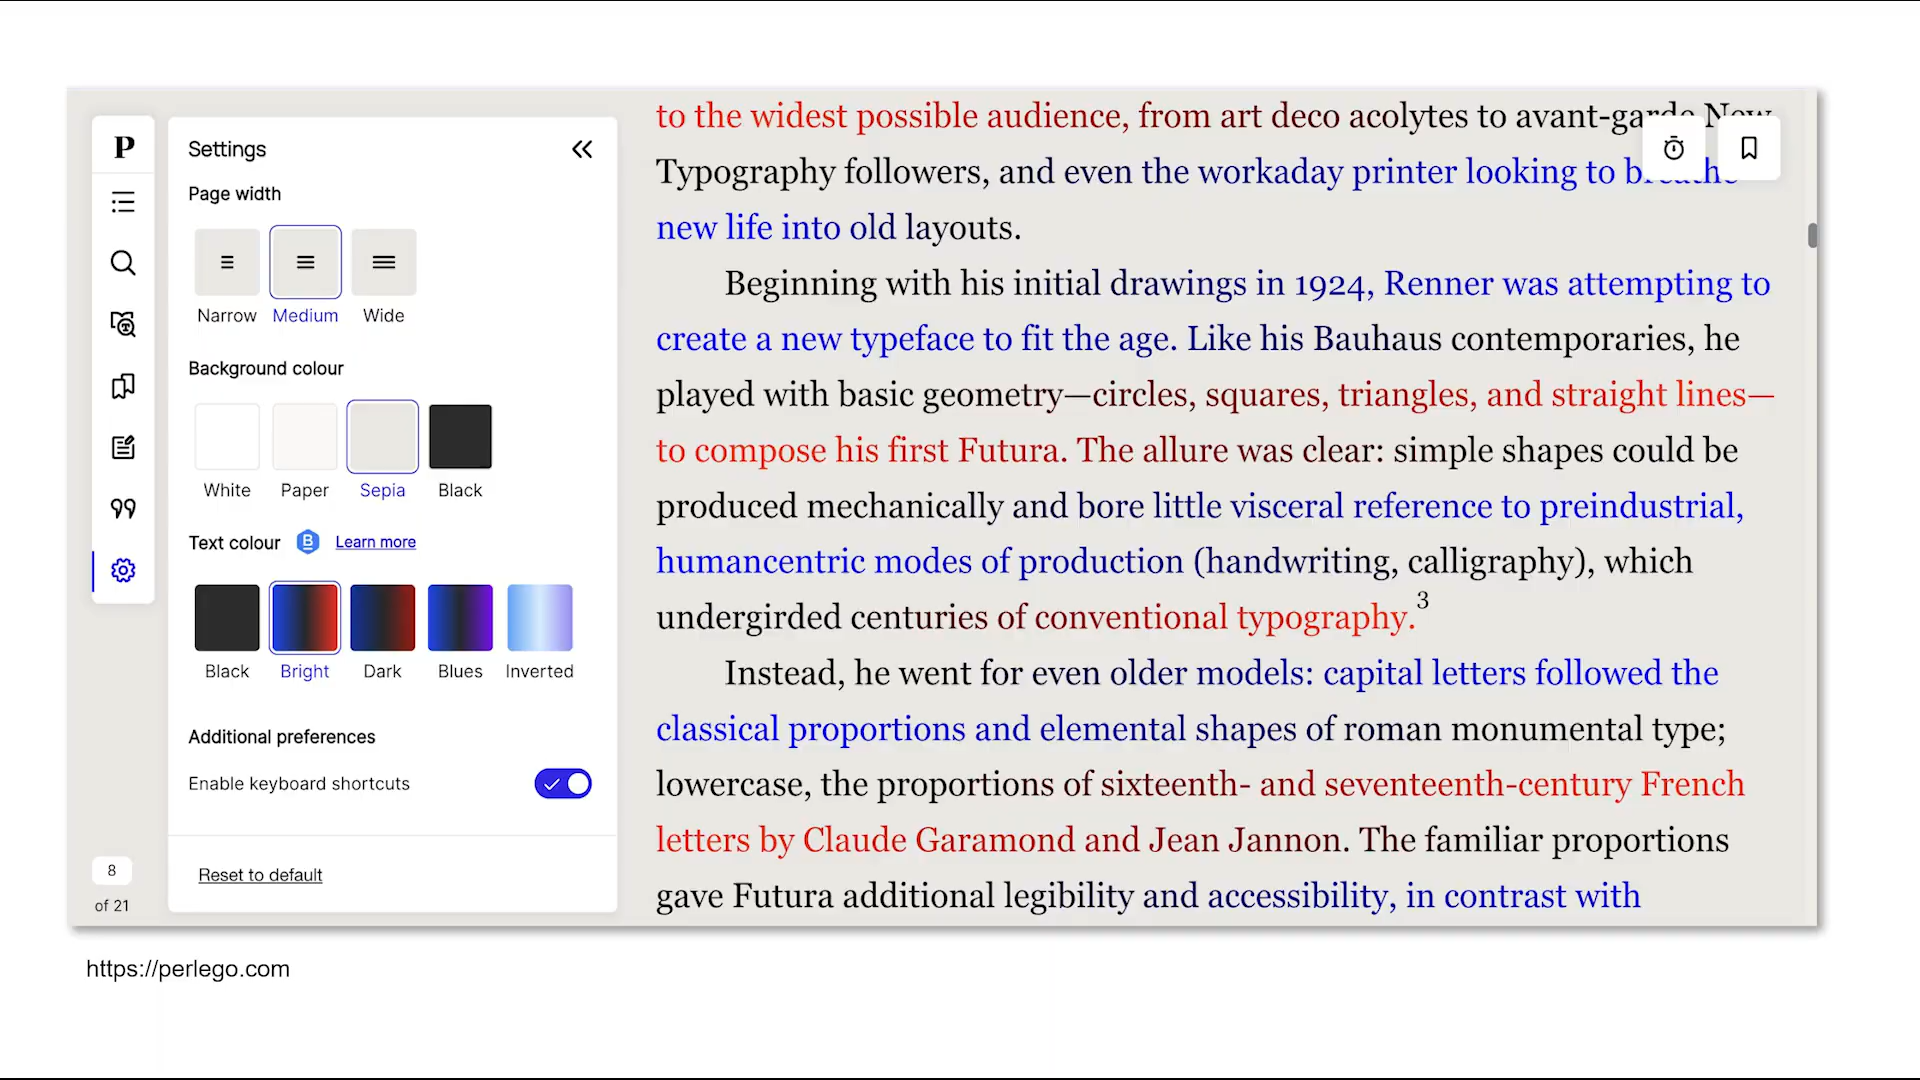 P
Settings
Page width
Narrow Medium Wide
Background colour
White Paper Sepia Black
Text colour B Learn more
Black Bright Dark Blues Inverted
Additional preferences
Enable keyboard shortcuts
Reset to default
8
of 21
to the widest possible audience, from art deco acolytes to avant-garde New
Typography followers, and even the workaday printer looking to breathe
new life into old layouts.
Beginning with his initial drawings in 1924, Renner was attempting to
create a new typeface to fit the age. Like his Bauhaus contemporaries, he
played with basic geometry—circles, squares, triangles, and straight lines—
to compose his first Futura. The allure was clear: simple shapes could be
produced mechanically and bore little visceral reference to preindustrial,
humancentric modes of production (handwriting, calligraphy), which
undergirded centuries of conventional typography.3
Instead, he went for even older models: capital letters followed the
classical proportions and elemental shapes of roman monumental type;
lowercase, the proportions of sixteenth- and seventeenth-century French
letters by Claude Garamond and Jean Jannon. The familiar proportions
gave Futura additional legibility and accessibility, in contrast with
https://perlego.com